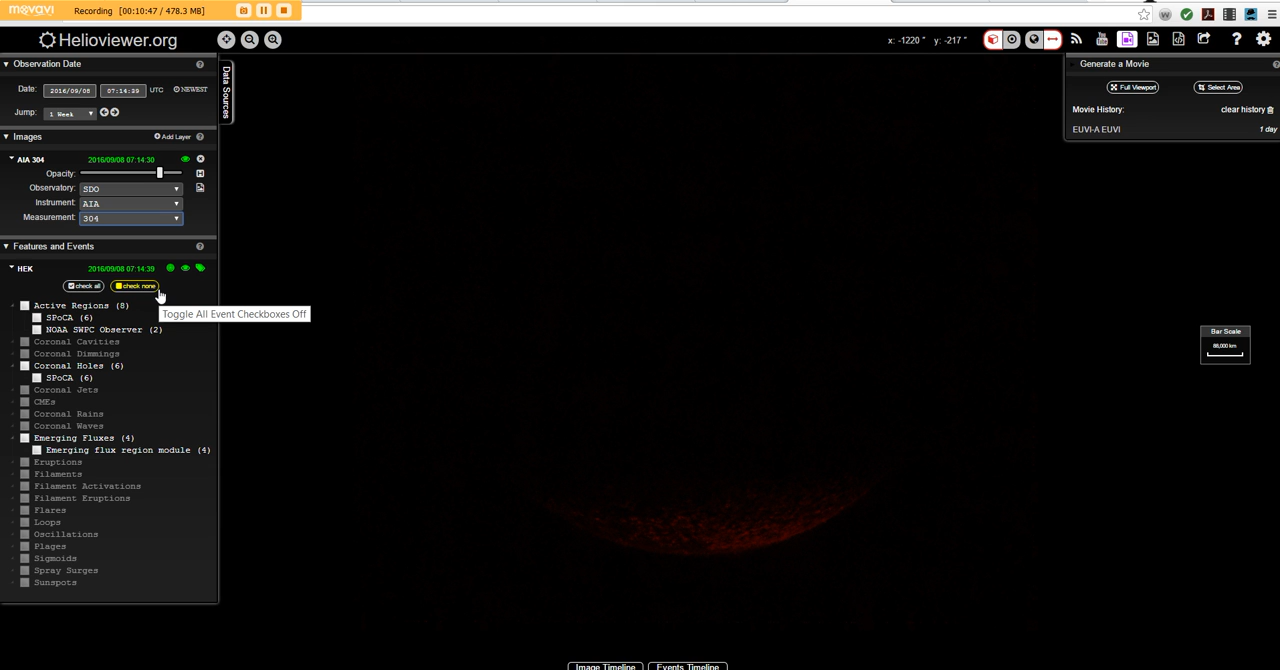 movavi Recording [00:10:47 / 478.3 MB]
Helioviewer.org
x: -1220 " y: -217 "
Observation Date
Date: 2016/09/08 07:14:39 UTC NEWEST
Jump: 1 Week
Images
Add Layer
AIA 304 2016/09/08 07:14:30
Opacity:
Observatory: SDO
Instrument: AIA
Measurement: 304
Features and Events
HEK 2016/09/08 07:14:39
check all check none
Toggle All Event Checkboxes Off
Active Regions (8)
SPoCA (6)
NOAA SWPC Observer (2)
Coronal Cavities
Coronal Dimmings
Coronal Holes (6)
SPoCA (6)
Coronal Jets
CMEs
Coronal Rains
Coronal Waves
Emerging Fluxes (4)
Emerging flux region module (4)
Eruptions
Filaments
Filament Activations
Filament Eruptions
Flares
Loops
Oscillations
Plages
Sigmoids
Spray Surges
Sunspots
Data Sources
Generate a Movie
Full Viewport Select Area
Movie History: clear history
EUVI-A EUVI 1 day
Bar Scale
Image Timeline Events Timeline